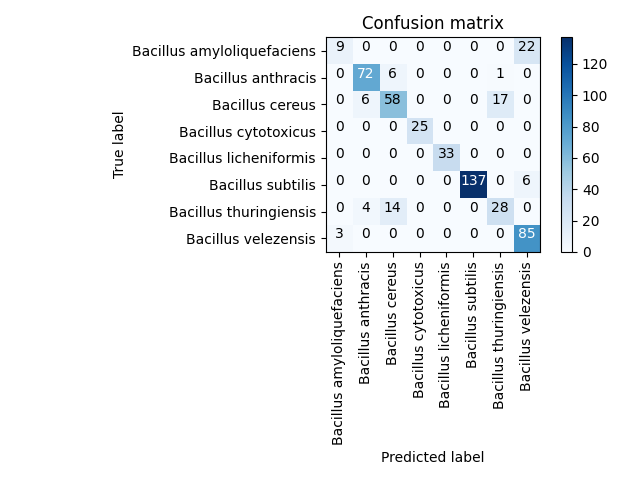 Confusion matrix
True label
Bacillus amyloliquefaciens 9 0 0 0 0 0 0 22
Bacillus anthracis 0 72 6 0 0 0 1 0
Bacillus cereus 0 6 58 0 0 0 17 0
Bacillus cytotoxicus 0 0 0 25 0 0 0 0
Bacillus licheniformis 0 0 0 0 33 0 0 0
Bacillus subtilis 0 0 0 0 0 137 0 6
Bacillus thuringiensis 0 4 14 0 0 0 28 0
Bacillus velezensis 3 0 0 0 0 0 0 85
Bacillus amyloliquefaciens
Bacillus anthracis
Bacillus cereus
Bacillus cytotoxicus
Bacillus licheniformis
Bacillus subtilis
Bacillus thuringiensis
Bacillus velezensis
Predicted label
120
100
80
60
40
20
0